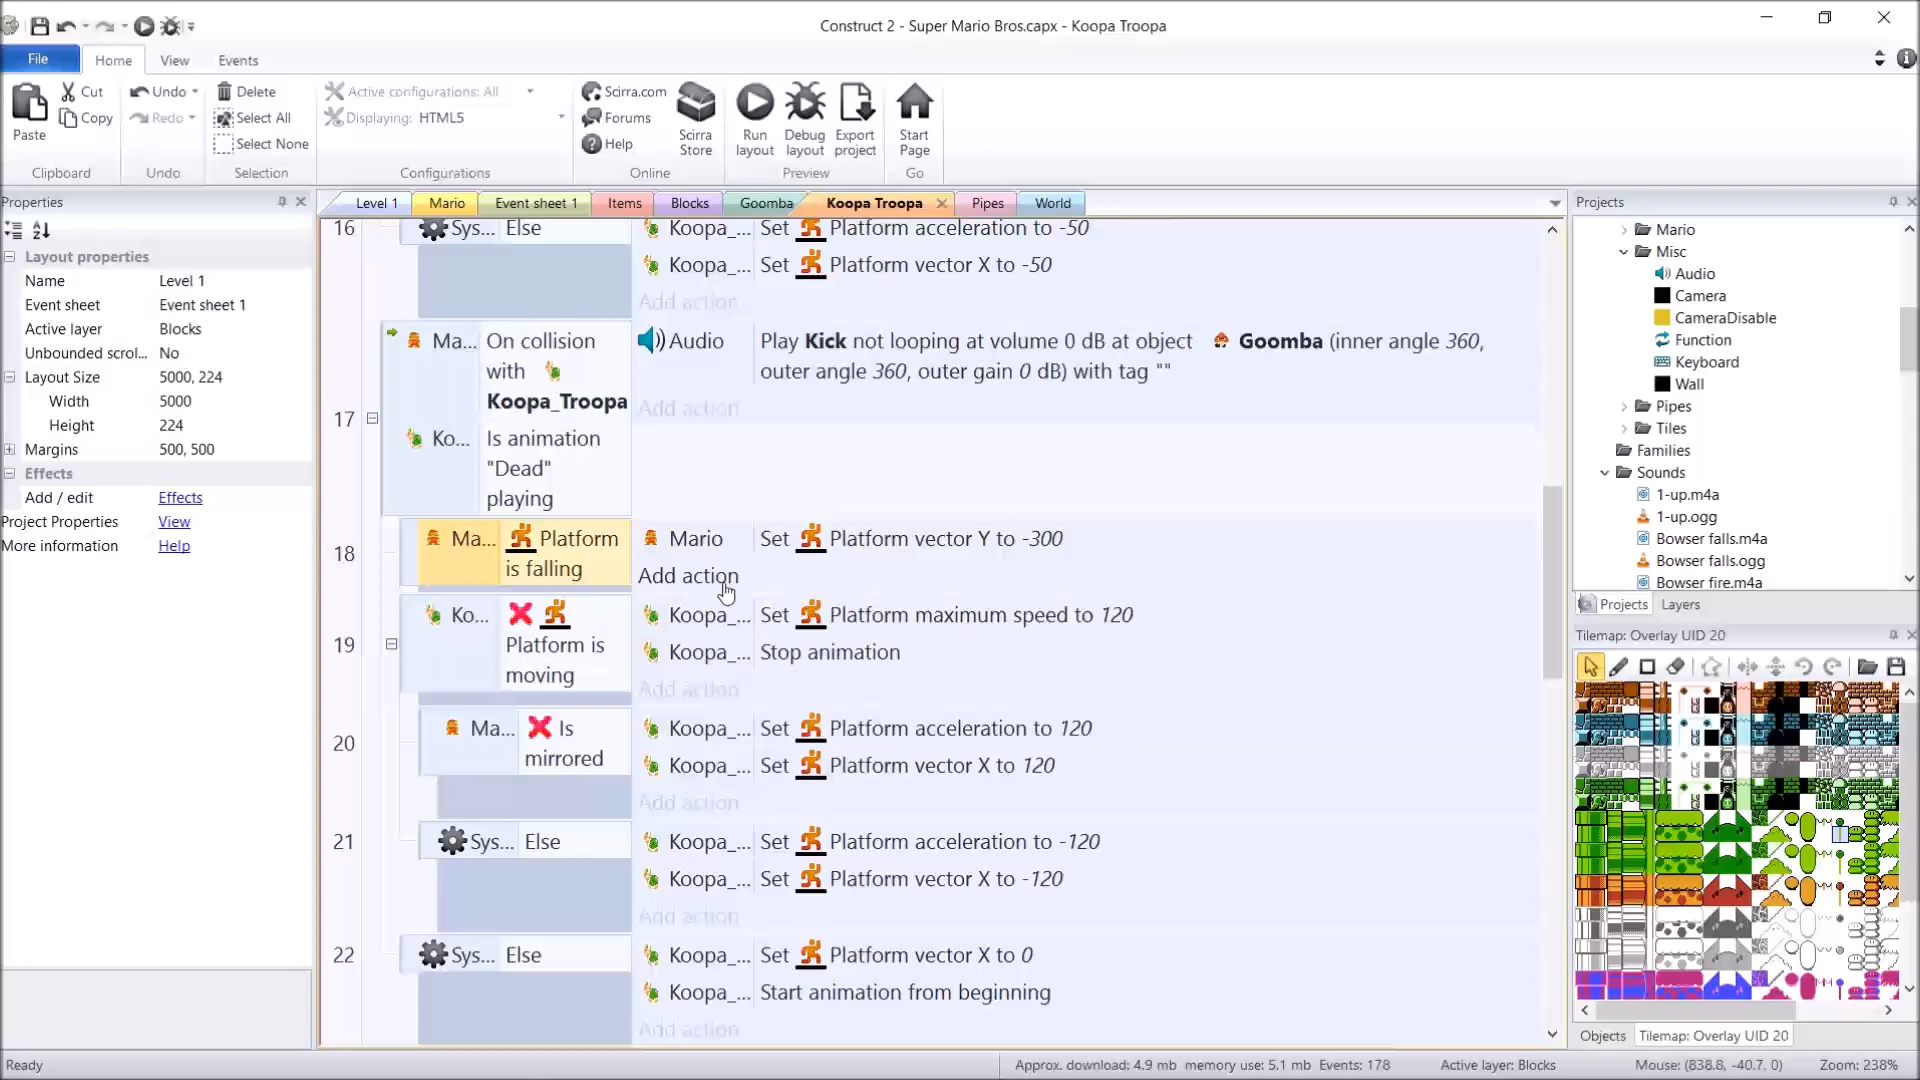 Construct 2 - Super Mario Bros.capx - Koopa Troopa
File Home View Events
Paste
Cut
Copy
Clipboard
Undo
Redo
Undo
Delete
Select All
Select None
Selection
Active configurations: All
Displaying: HTML5
Configurations
Scirra.com
Forums
Help
Scirra
Store
Online
Run
layout
Debug
layout
Export
project
Preview
Start
Page
Go
Properties
Layout properties
Name Level 1
Event sheet Event sheet 1
Active layer Blocks
Unbounded scrol... No
Layout Size 5000, 224
Width 5000
Height 224
Margins 500, 500
Effects
Add / edit Effects
Project Properties View
More information Help
Level 1 Mario Event sheet 1 Items Blocks Goomba Koopa Troopa Pipes World
16 Sys... Else Koopa_... Set Platform acceleration to -50
Koopa_... Set Platform vector X to -50
Add action
17
Ma... On collision
with
Koopa_Troopa
Ko... Is animation
"Dead"
playing
Audio Play Kick not looping at volume 0 dB at object Goomba (inner angle 360,
outer angle 360, outer gain 0 dB) with tag ""
Add action
18 Ma... Platform
is falling
Mario Set Platform vector Y to -300
Add action
19 Ko... Platform is
moving
Koopa_... Set Platform maximum speed to 120
Koopa_... Stop animation
Add action
20 Ma... Is
mirrored
Koopa_... Set Platform acceleration to 120
Koopa_... Set Platform vector X to 120
Add action
21 Sys... Else Koopa_... Set Platform acceleration to -120
Koopa_... Set Platform vector X to -120
Add action
22 Sys... Else Koopa_... Set Platform vector X to 0
Koopa_... Start animation from beginning
Add action
Projects
Mario
Misc
Audio
Camera
CameraDisable
Function
Keyboard
Wall
Pipes
Tiles
Families
Sounds
1-up.m4a
1-up.ogg
Bowser falls.m4a
Bowser falls.ogg
Bowser fire.m4a
Projects Layers
Tilemap: Overlay UID 20
Objects Tilemap: Overlay UID 20
Ready Approx. download: 4.9 mb memory use: 5.1 mb Events: 178 Active layer: Blocks Mouse: (838.8, -40.7, 0) Zoom: 238%